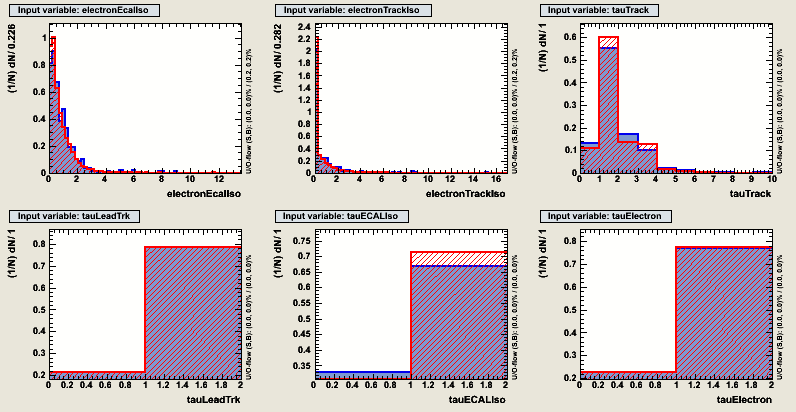 Input variable: electronEcalIso
(1/N) dN/ 0.226
1
0.8
0.6
0.4
0.2
0
0 2 4 6 8 10 12
electronEcalIso
U/O-flow (S,B): (0.0, 0.0)% / (0.2, 0.2)%
Input variable: electronTrackIso
(1/N) dN/ 0.282
2.4
2.2
2
1.8
1.6
1.4
1.2
1
0.8
0.6
0.4
0.2
0
0 2 4 6 8 10 12 14 16
electronTrackIso
U/O-flow (S,B): (0.0, 0.0)% / (0.2, 0.2)%
Input variable: tauTrack
(1/N) dN/ 1
0.6
0.5
0.4
0.3
0.2
0.1
0
0 1 2 3 4 5 6 7 8 9 10
tauTrack
U/O-flow (S,B): (0.0, 0.0)% / (0.0, 0.0)%
Input variable: tauLeadTrk
(1/N) dN/ 1
0.8
0.7
0.6
0.5
0.4
0.3
0.2
0 0.2 0.4 0.6 0.8 1 1.2 1.4 1.6 1.8 2
tauLeadTrk
U/O-flow (S,B): (0.0, 0.0)% / (0.0, 0.0)%
Input variable: tauECALIso
(1/N) dN/ 1
0.75
0.7
0.65
0.6
0.55
0.5
0.45
0.4
0.35
0 0.2 0.4 0.6 0.8 1 1.2 1.4 1.6 1.8 2
tauECALIso
U/O-flow (S,B): (0.0, 0.0)% / (0.0, 0.0)%
Input variable: tauElectron
(1/N) dN/ 1
0.8
0.7
0.6
0.5
0.4
0.3
0.2
0 0.2 0.4 0.6 0.8 1 1.2 1.4 1.6 1.8 2
tauElectron
U/O-flow (S,B): (0.0, 0.0)% / (0.0, 0.0)%